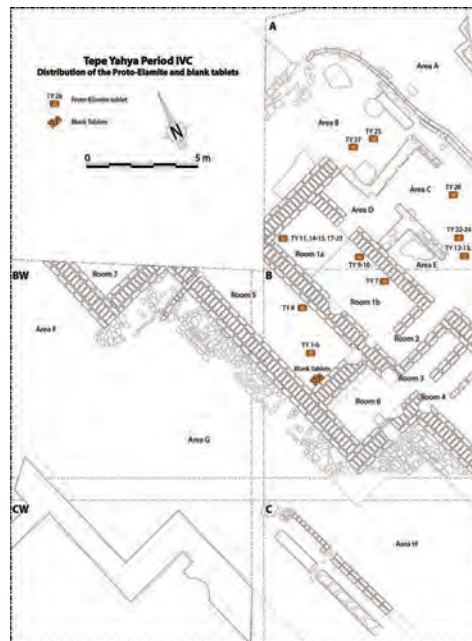 A
Tepe Yahya Period IVC
Distribution of the Proto-Elamite and blank tablets
Area A
TY 26
Proto-Elamite tablet
Blank Tablets
N
0
5 m
Area B
TY 25
TY 27
Area C
TY 28
Area D
TY 11, 14-15, 17-21
TY 22-24
Room 1a
TY 9-10
Area E
TY 12-13,
BW
Room 7
B
TY 7
Room 5
Room 1b
TY 8
Area F
Room 2
TY 1-6
Blank Tablets
Room 3
Room 6
Room 4
Area G
CW
C
Area H